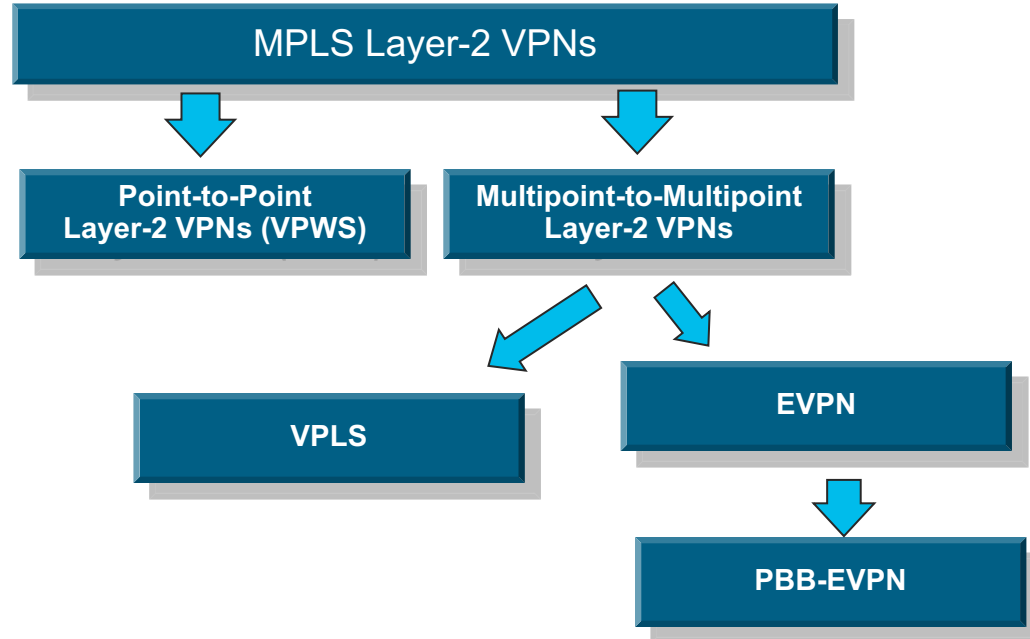 MPLS Layer-2 VPNs
Point-to-Point
Layer-2 VPNs (VPWS)
Multipoint-to-Multipoint
Layer-2 VPNs
VPLS
EVPN
PBB-EVPN